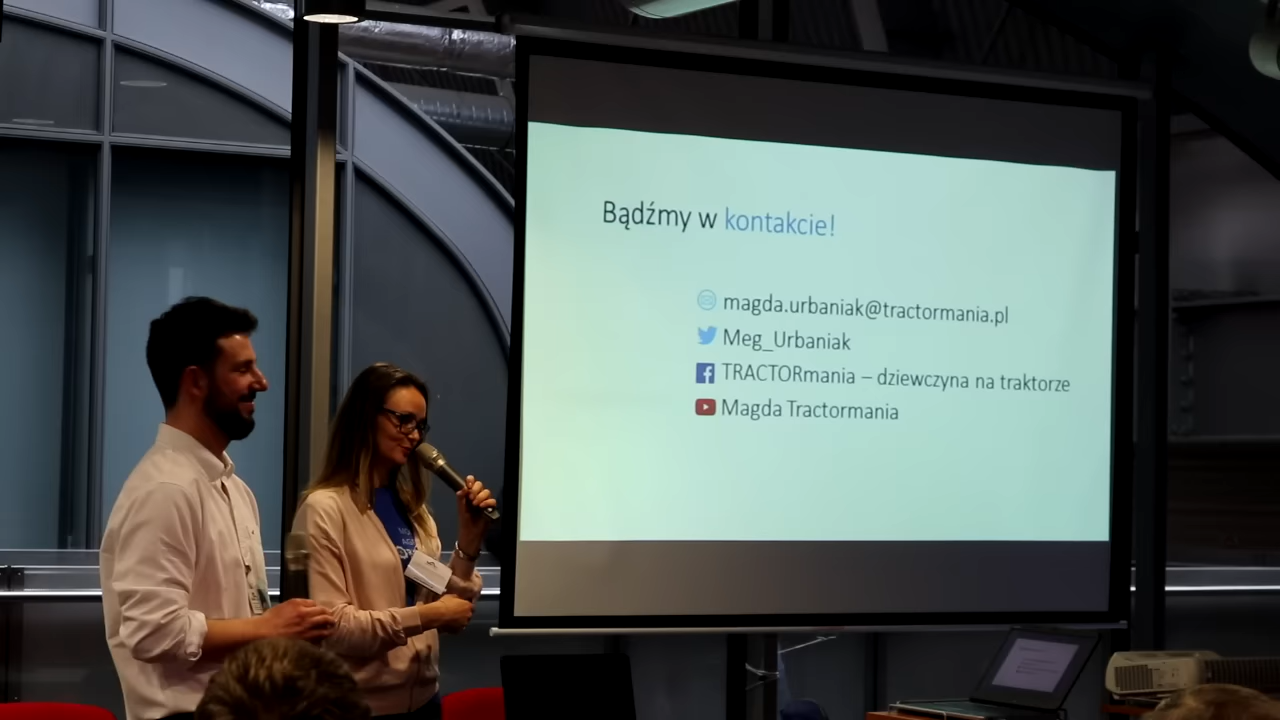 Bądźmy w kontakcie!
magda.urbaniak@tractormania.pl
Meg_Urbaniak
TRACTORmania – dziewczyna na traktorze
Magda Tractormania